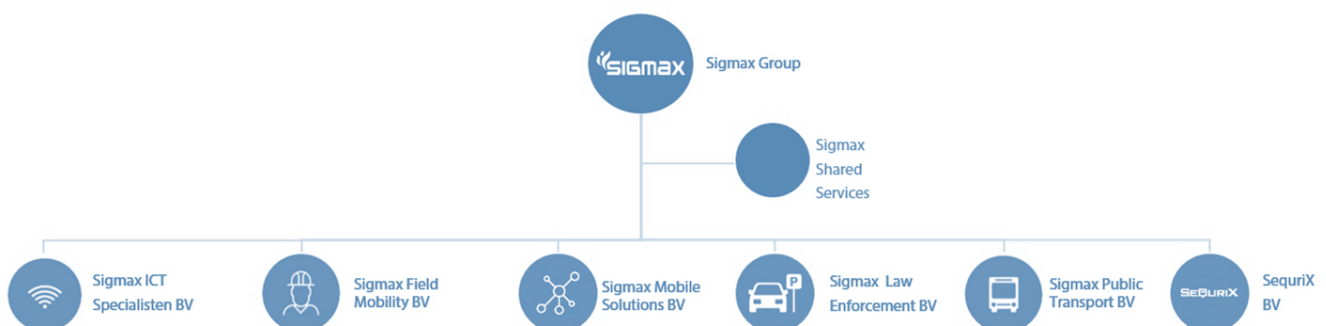 SIGMAX
Sigmax Group
Sigmax
Shared
Services
Sigmax ICT
Specialisten BV
Sigmax Field
Mobility BV
Sigmax Mobile
Solutions BV
P
Sigmax Law
Enforcement BV
Sigmax Public
Transport BV
SEQURIX
SequriX
BV